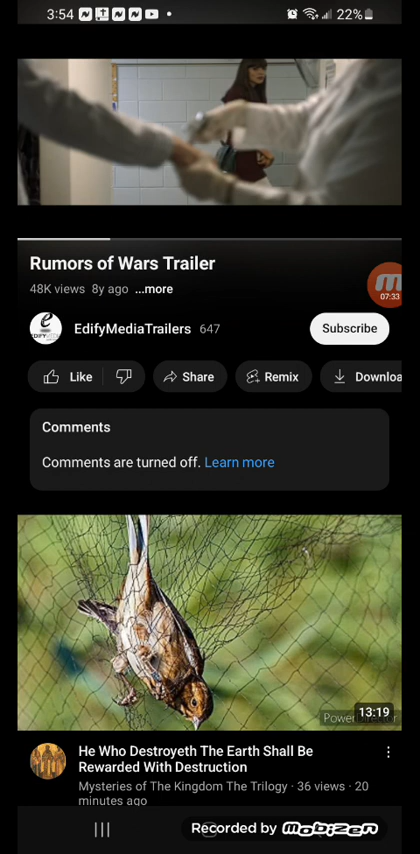 3:54 22%
Rumors of Wars Trailer
48K views 8y ago ...more
07:33
EdifyMediaTrailers 647 Subscribe
Like Share Remix Downloa
Comments
Comments are turned off. Learn more
13:19
He Who Destroyeth The Earth Shall Be
Rewarded With Destruction
Mysteries of The Kingdom The Trilogy · 36 views · 20
minutes ago
Recorded by mobizen